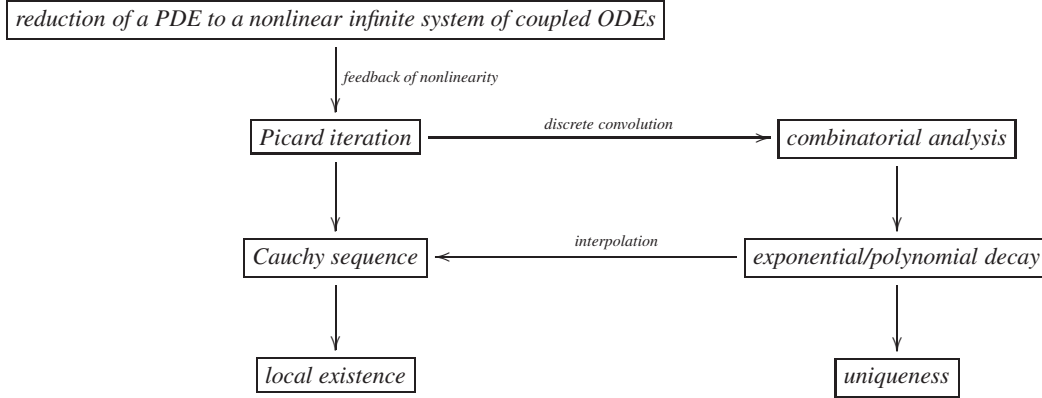 reduction of a PDE to a nonlinear infinite system of coupled ODEs
feedback of nonlinearity
Picard iteration
discrete convolution
combinatorial analysis
Cauchy sequence
interpolation
exponential/polynomial decay
local existence
uniqueness